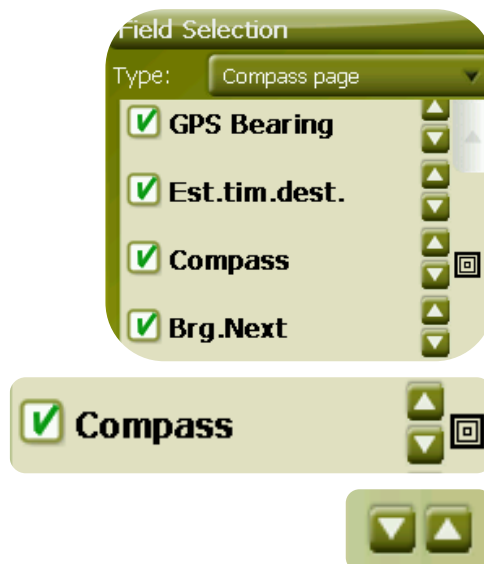 Field Selection
Type: Compass page
GPS Bearing
Est.tim.dest.
Compass
Brg.Next
Compass